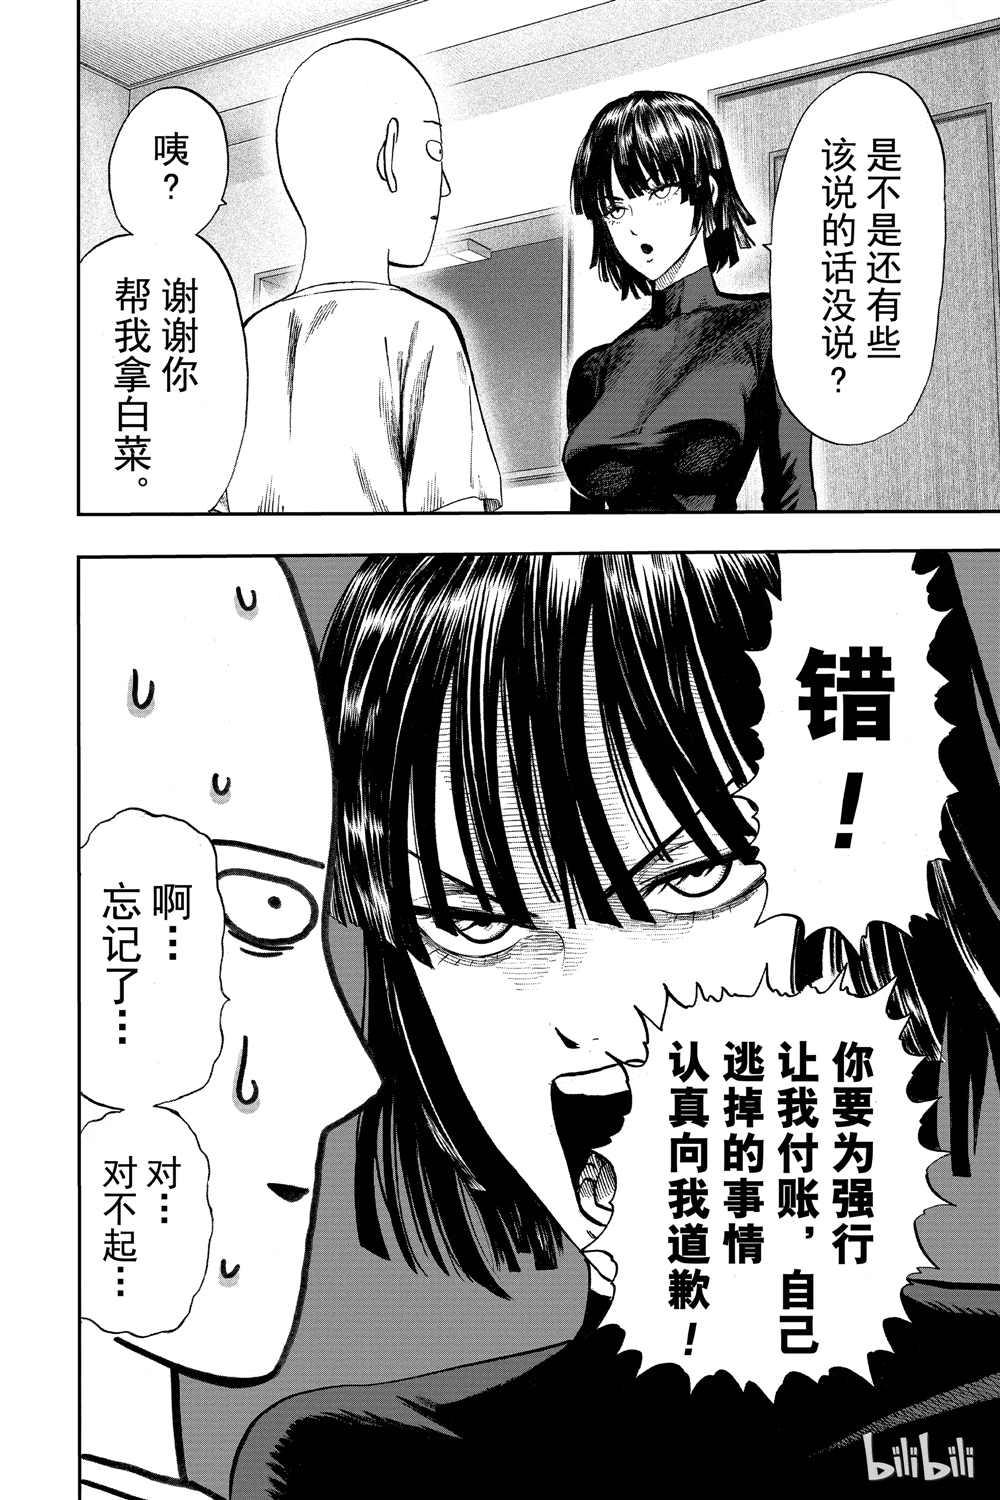 是不是还有些
该说的话没说？
咦？
谢谢你
帮我拿白菜。
错！
你要为强行
让我付账，自己
逃掉的事情
认真向我道歉！
啊…
忘记了…
对…
对不起…
bilibili